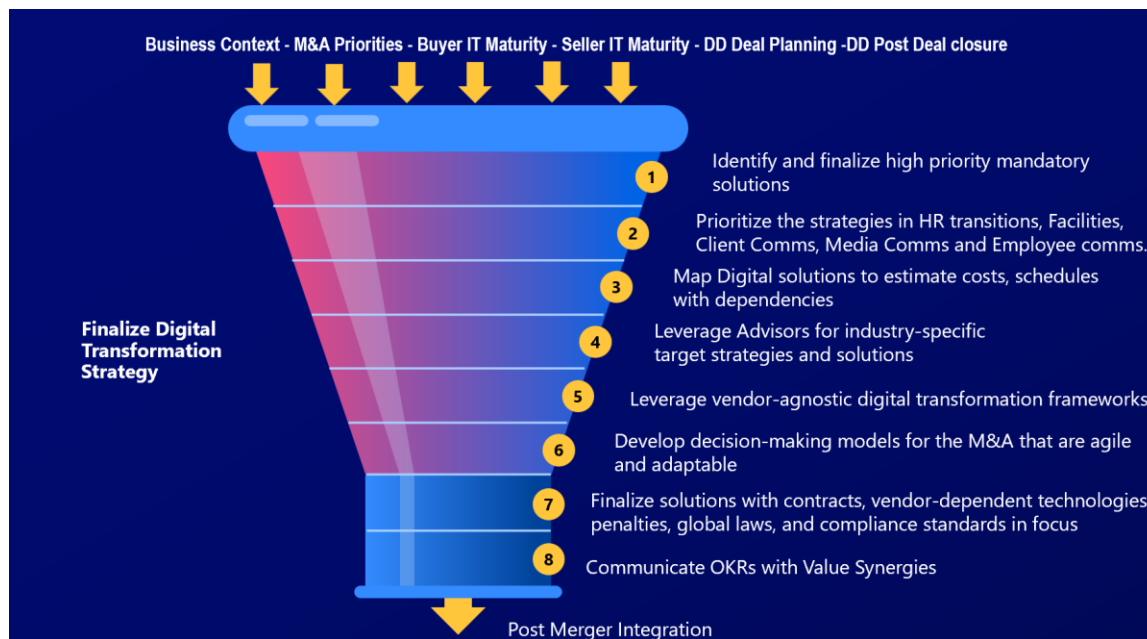 Business Context - M&A Priorities - Buyer IT Maturity - Seller IT Maturity - DD Deal Planning -DD Post Deal closure
1
Identify and finalize high priority mandatory
solutions
2
Prioritize the strategies in HR transitions, Facilities,
Client Comms, Media Comms and Employee comms.
3
Map Digital solutions to estimate costs, schedules
with dependencies
Finalize Digital
Transformation
Strategy
4
Leverage Advisors for industry-specific
target strategies and solutions
5
Leverage vendor-agnostic digital transformation frameworks
6
Develop decision-making models for the M&A that are agile
and adaptable
7
Finalize solutions with contracts, vendor-dependent technologies
penalties, global laws, and compliance standards in focus
8
Communicate OKRs with Value Synergies
Post Merger Integration